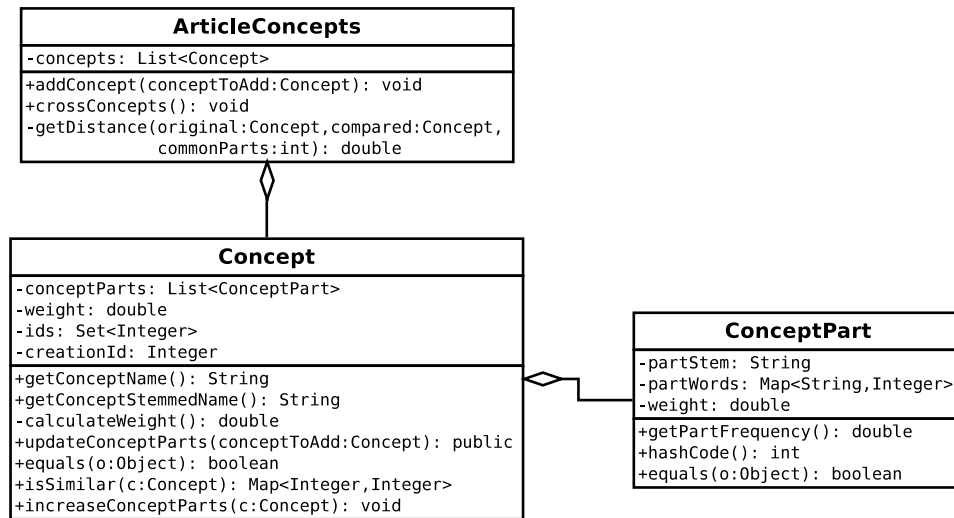 ArticleConcepts
-concepts: List<Concept>
+addConcept(conceptToAdd:Concept): void
+crossConcepts(): void
-getDistance(original:Concept,compared:Concept,
commonParts:int): double
Concept
-conceptParts: List<ConceptPart>
-weight: double
-ids: Set<Integer>
-creationId: Integer
+getConceptName(): String
+getConceptStemmedName(): String
-calculateWeight(): double
+updateConceptParts(conceptToAdd:Concept): public
+equals(o:Object): boolean
+isSimilar(c:Concept): Map<Integer,Integer>
+increaseConceptParts(c:Concept): void
ConceptPart
-partStem: String
-partWords: Map<String,Integer>
-weight: double
+getPartFrequency(): double
+hashCode(): int
+equals(o:Object): boolean